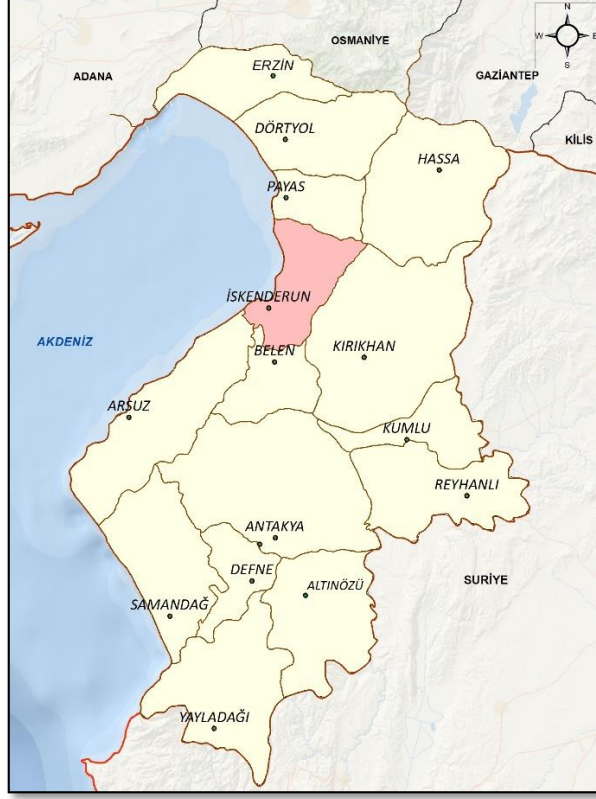 N
W
E
S
OSMANİYE
ADANA
ERZİN
GAZİANTEP
DÖRTYOL
KİLİS
HASSA
PAYAS
İSKENDERUN
AKDENİZ
BELEN
KIRIKHAN
ARSUZ
KUMLU
REYHANLI
ANTAKYA
DEFNE
SURİYE
ALTINÖZÜ
SAMANDAĞ
YAYLADAĞI